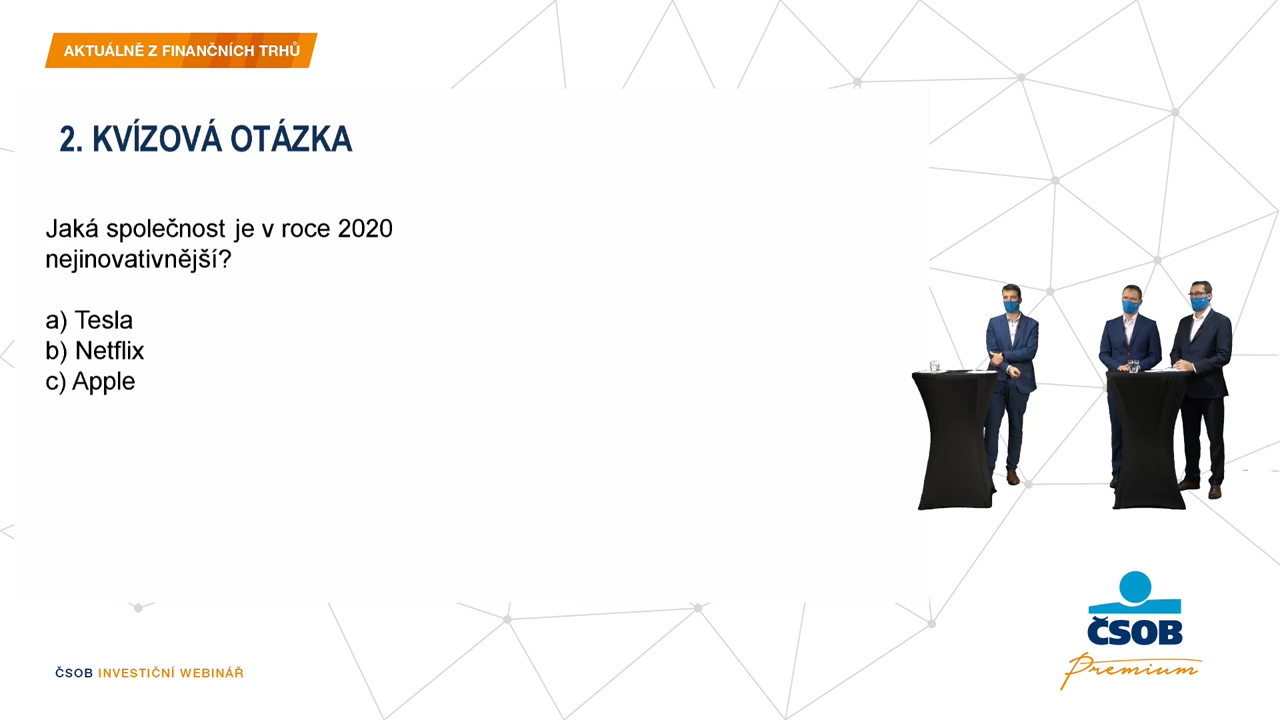 AKTUÁLNĚ Z FINANČNÍCH TRHŮ
2. KVÍZOVÁ OTÁZKA
Jaká společnost je v roce 2020
nejinovativnější?
a) Tesla
b) Netflix
c) Apple
ČSOB
Premium
ČSOB INVESTIČNÍ WEBINÁŘ